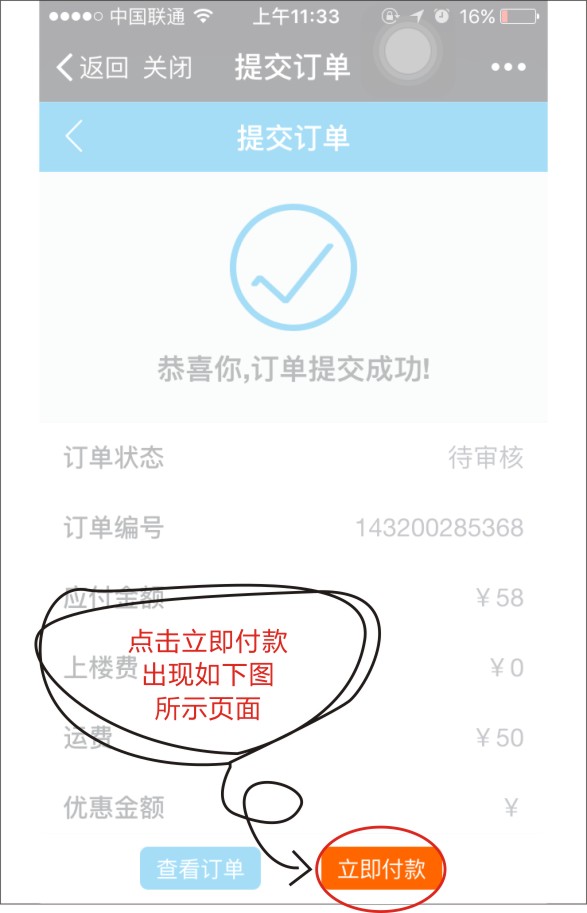 中国联通 上午11:33 16%
返回 关闭 提交订单
提交订单
恭喜你,订单提交成功!
订单状态 待审核
订单编号 143200285368
应付金额 ¥58
点击立即付款
出现如下图
所示页面
上楼费 ¥0
运费 ¥50
优惠金额 ¥
查看订单 立即付款